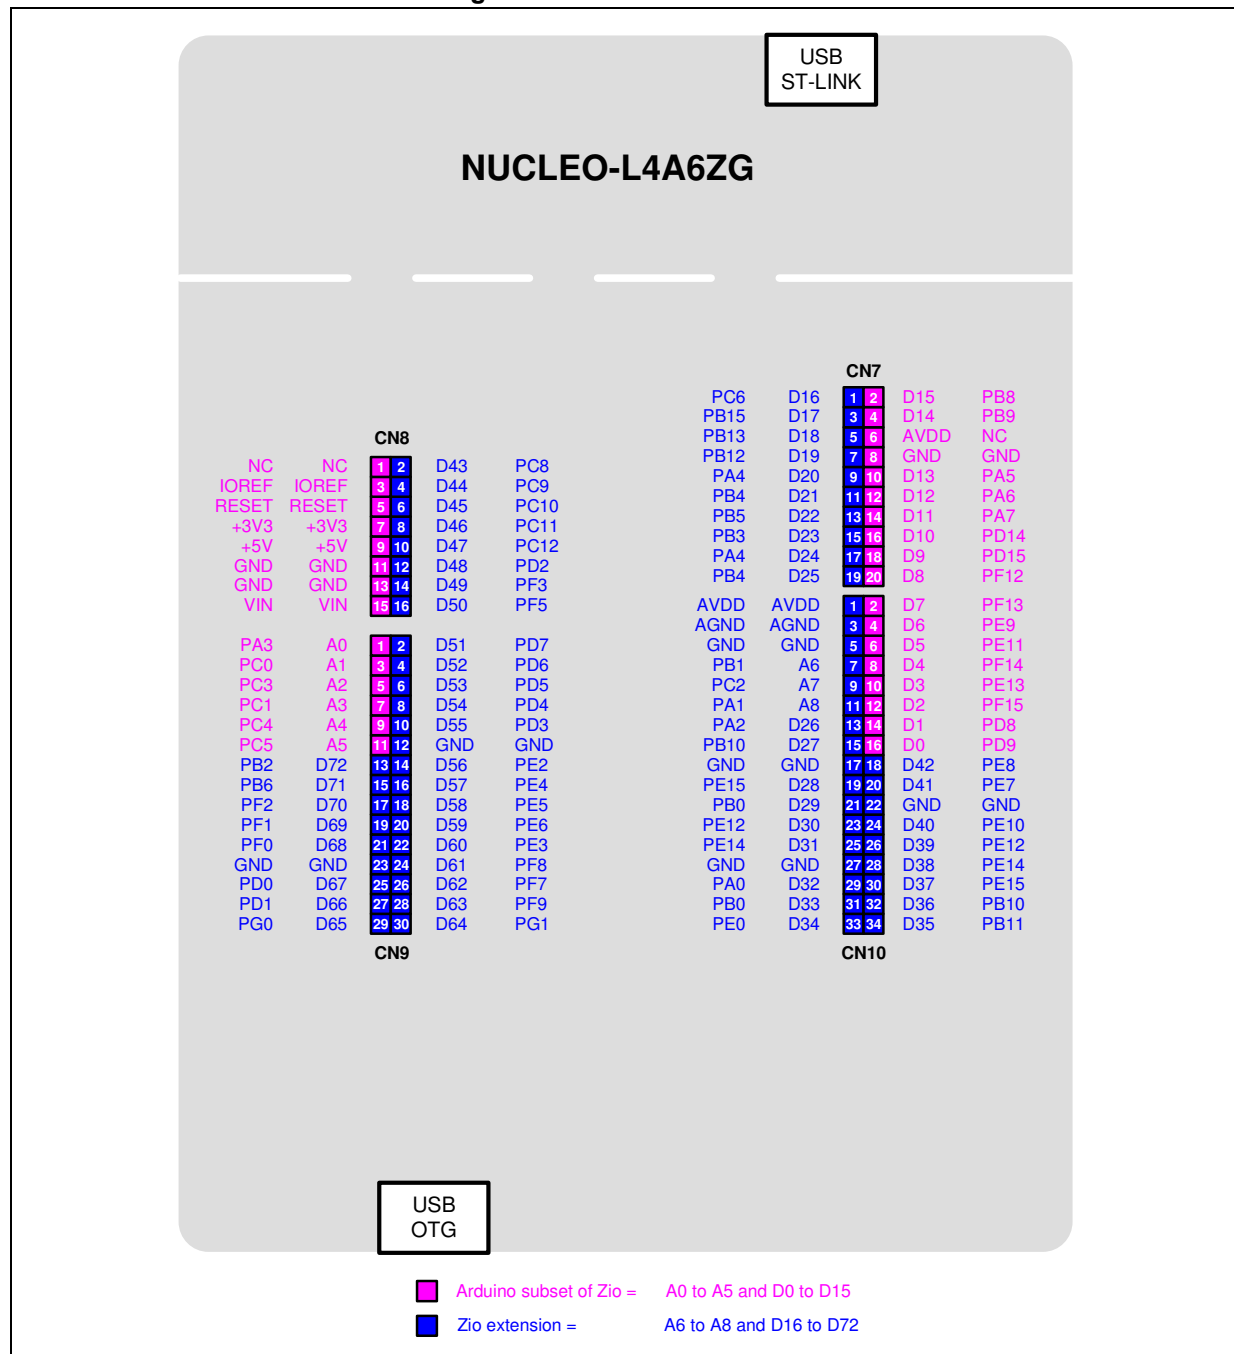 USB
ST-LINK
NUCLEO-L4A6ZG
CN8
NC NC 1 2 D43 PC8
IOREF IOREF 3 4 D44 PC9
RESET RESET 5 6 D45 PC10
+3V3 +3V3 7 8 D46 PC11
+5V +5V 9 10 D47 PC12
GND GND 11 12 D48 PD2
GND GND 13 14 D49 PF3
VIN VIN 15 16 D50 PF5
PA3 A0 1 2 D51 PD7
PC0 A1 3 4 D52 PD6
PC3 A2 5 6 D53 PD5
PC1 A3 7 8 D54 PD4
PC4 A4 9 10 D55 PD3
PC5 A5 11 12 GND GND
PB2 D72 13 14 D56 PE2
PB6 D71 15 16 D57 PE4
PF2 D70 17 18 D58 PE5
PF1 D69 19 20 D59 PE6
PF0 D68 21 22 D60 PE3
GND GND 23 24 D61 PF8
PD0 D67 25 26 D62 PF7
PD1 D66 27 28 D63 PF9
PG0 D65 29 30 D64 PG1
CN9
CN7
PC6 D16 1 2 D15 PB8
PB15 D17 3 4 D14 PB9
PB13 D18 5 6 AVDD NC
PB12 D19 7 8 GND GND
PA4 D20 9 10 D13 PA5
PB4 D21 11 12 D12 PA6
PB5 D22 13 14 D11 PA7
PB3 D23 15 16 D10 PD14
PA4 D24 17 18 D9 PD15
PB4 D25 19 20 D8 PF12
AVDD AVDD 1 2 D7 PF13
AGND AGND 3 4 D6 PE9
GND GND 5 6 D5 PE11
PB1 A6 7 8 D4 PF14
PC2 A7 9 10 D3 PE13
PA1 A8 11 12 D2 PF15
PA2 D26 13 14 D1 PD8
PB10 D27 15 16 D0 PD9
GND GND 17 18 D42 PE8
PE15 D28 19 20 D41 PE7
PB0 D29 21 22 GND GND
PE12 D30 23 24 D40 PE10
PE14 D31 25 26 D39 PE12
GND GND 27 28 D38 PE14
PA0 D32 29 30 D37 PE15
PB0 D33 31 32 D36 PB10
PE0 D34 33 34 D35 PB11
CN10
USB
OTG
Arduino subset of Zio = A0 to A5 and D0 to D15
Zio extension = A6 to A8 and D16 to D72